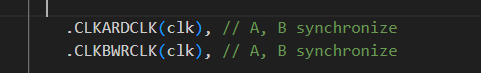 .CLKARDCLK(clk), // A, B synchronize
.CLKBWRCLK(clk), // A, B synchronize